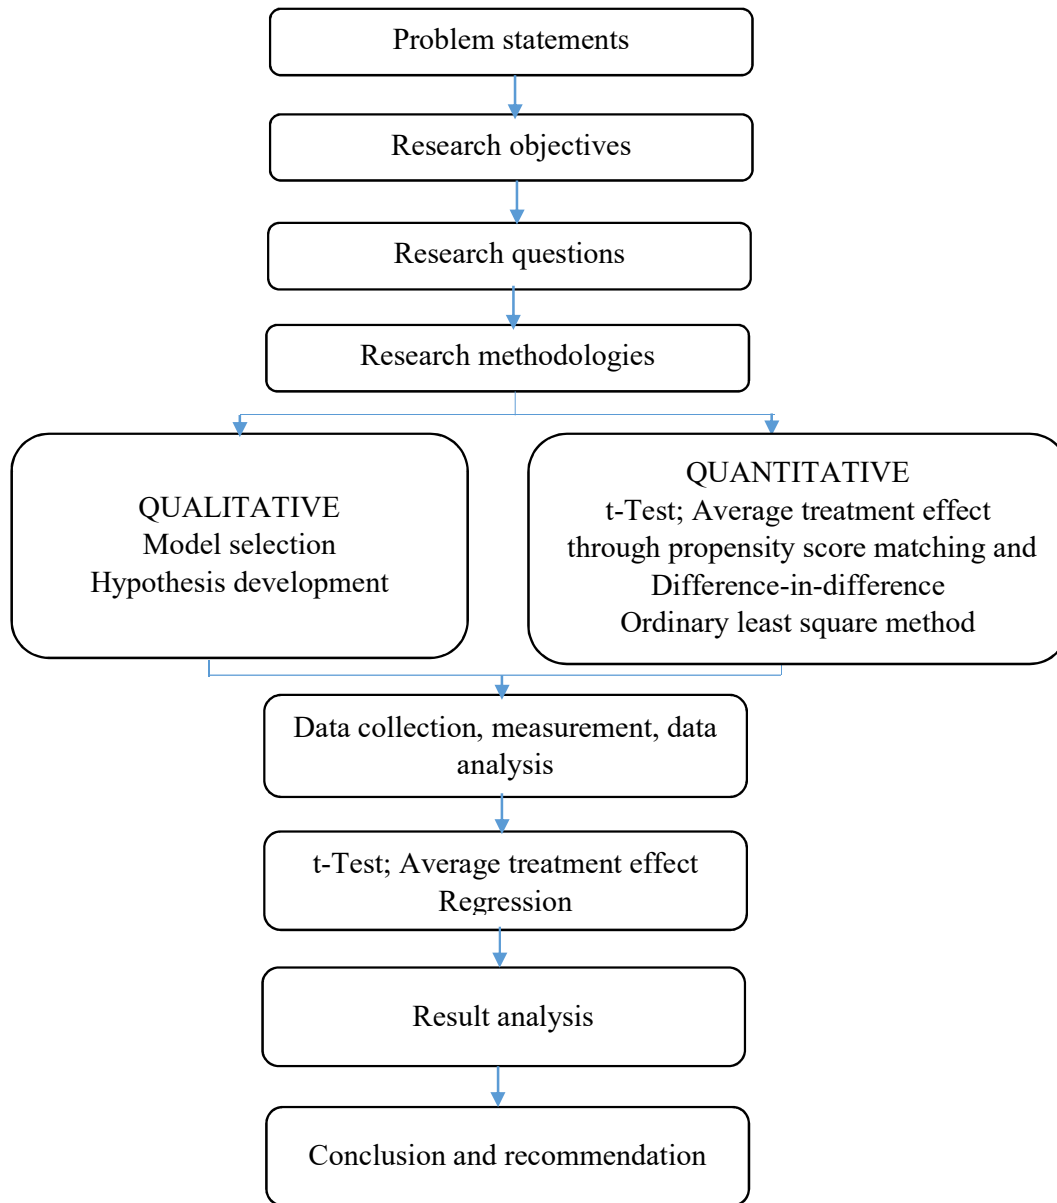 Problem statements
Research objectives
Research questions
Research methodologies
QUALITATIVE
Model selection
Hypothesis development
QUANTITATIVE
t-Test; Average treatment effect
through propensity score matching and
Difference-in-difference
Ordinary least square method
Data collection, measurement, data
analysis
t-Test; Average treatment effect
Regression
Result analysis
Conclusion and recommendation